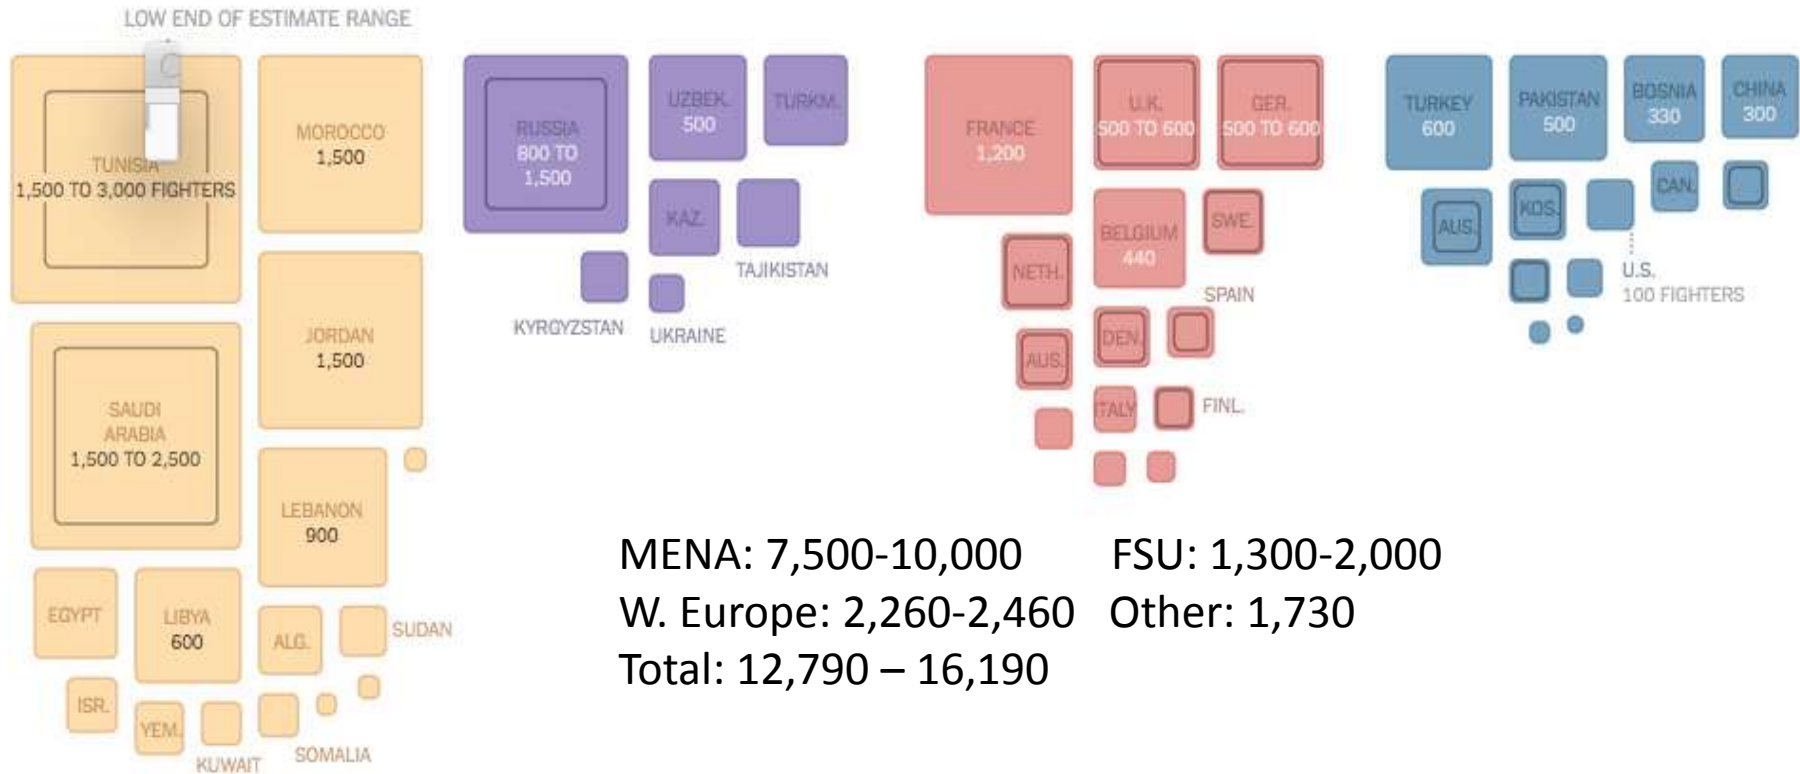 LOW END OF ESTIMATE RANGE
TUNISIA
1,500 TO 3,000 FIGHTERS
MOROCCO
1,500
JORDAN
1,500
SAUDI
ARABIA
1,500 TO 2,500
LEBANON
900
EGYPT
LIBYA
600
ALG.
SUDAN
ISR.
YEM.
KUWAIT
SOMALIA
RUSSIA
800 TO
1,500
UZBEK.
500
TURKM.
KAZ.
TAJIKISTAN
KYRGYZSTAN
UKRAINE
FRANCE
1,200
U.K.
500 TO 600
GER.
500 TO 600
BELGIUM
440
SWE.
NETH.
SPAIN
DEN.
AUS.
ITALY
FINL.
TURKEY
600
PAKISTAN
500
BOSNIA
330
CHINA
300
AUS.
KOS.
CAN.
U.S.
100 FIGHTERS
MENA: 7,500-10,000 FSU: 1,300-2,000
W. Europe: 2,260-2,460 Other: 1,730
Total: 12,790 – 16,190